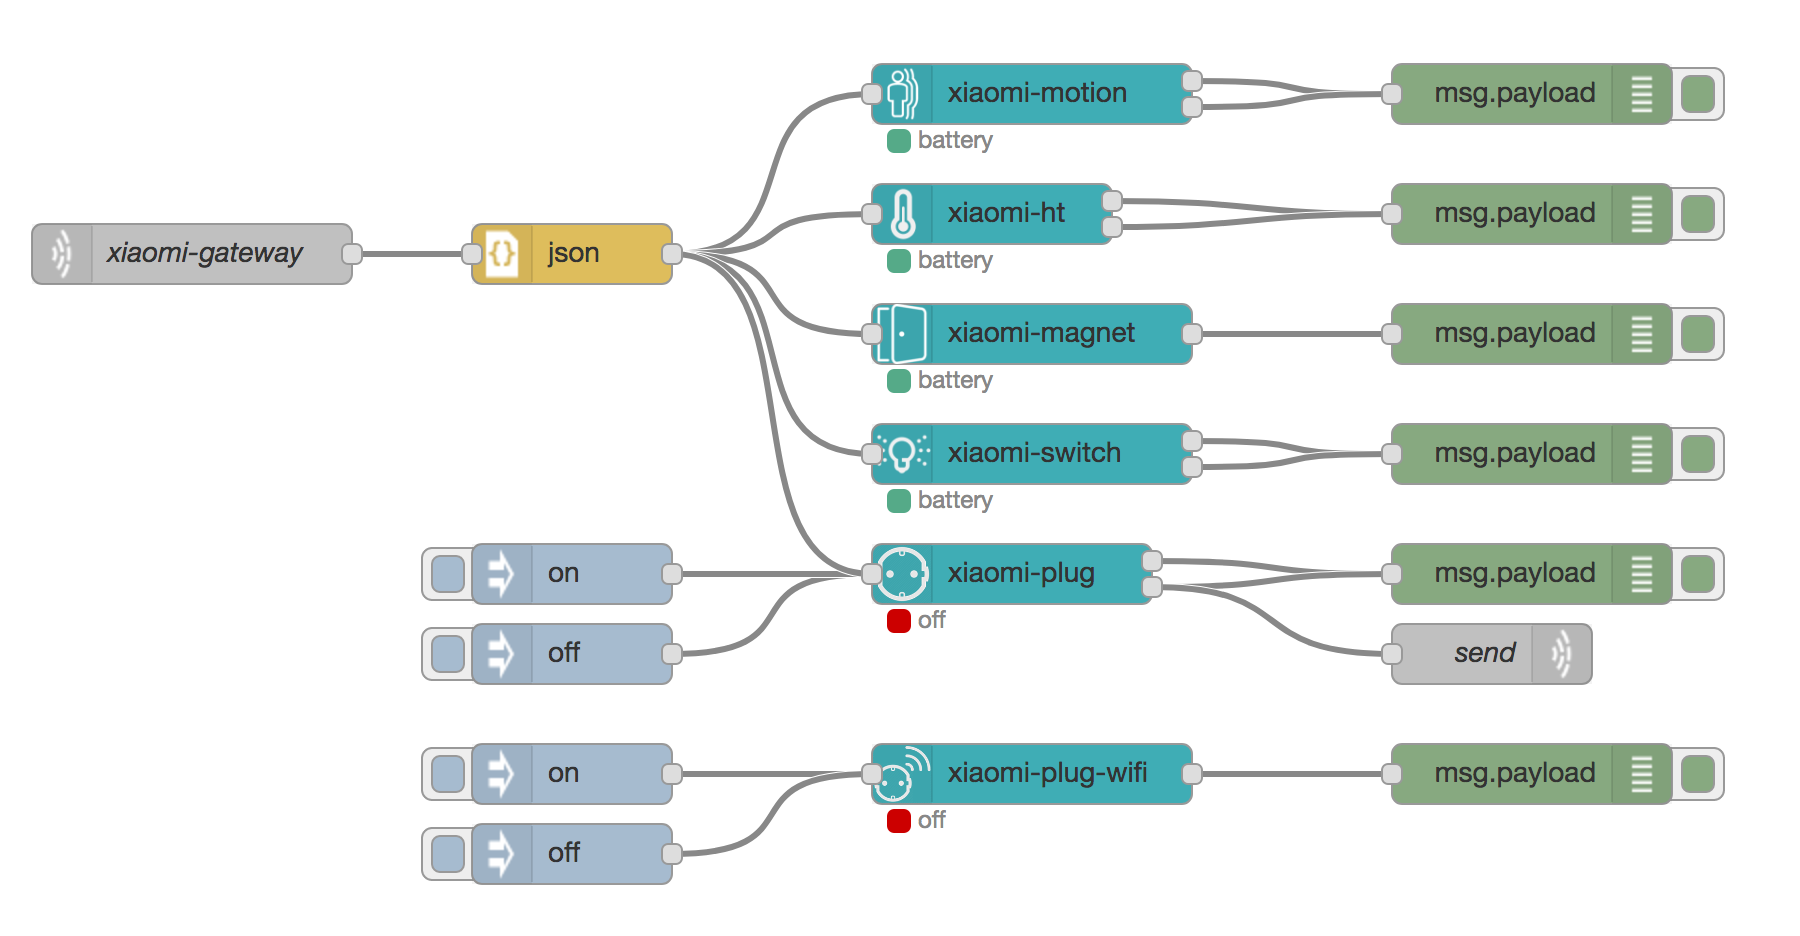 xiaomi-motion
msg.payload
battery
xiaomi-ht
msg.payload
battery
xiaomi-gateway
json
{}
xiaomi-magnet
msg.payload
battery
xiaomi-switch
msg.payload
battery
on
xiaomi-plug
msg.payload
off
off
send
on
xiaomi-plug-wifi
msg.payload
off
off